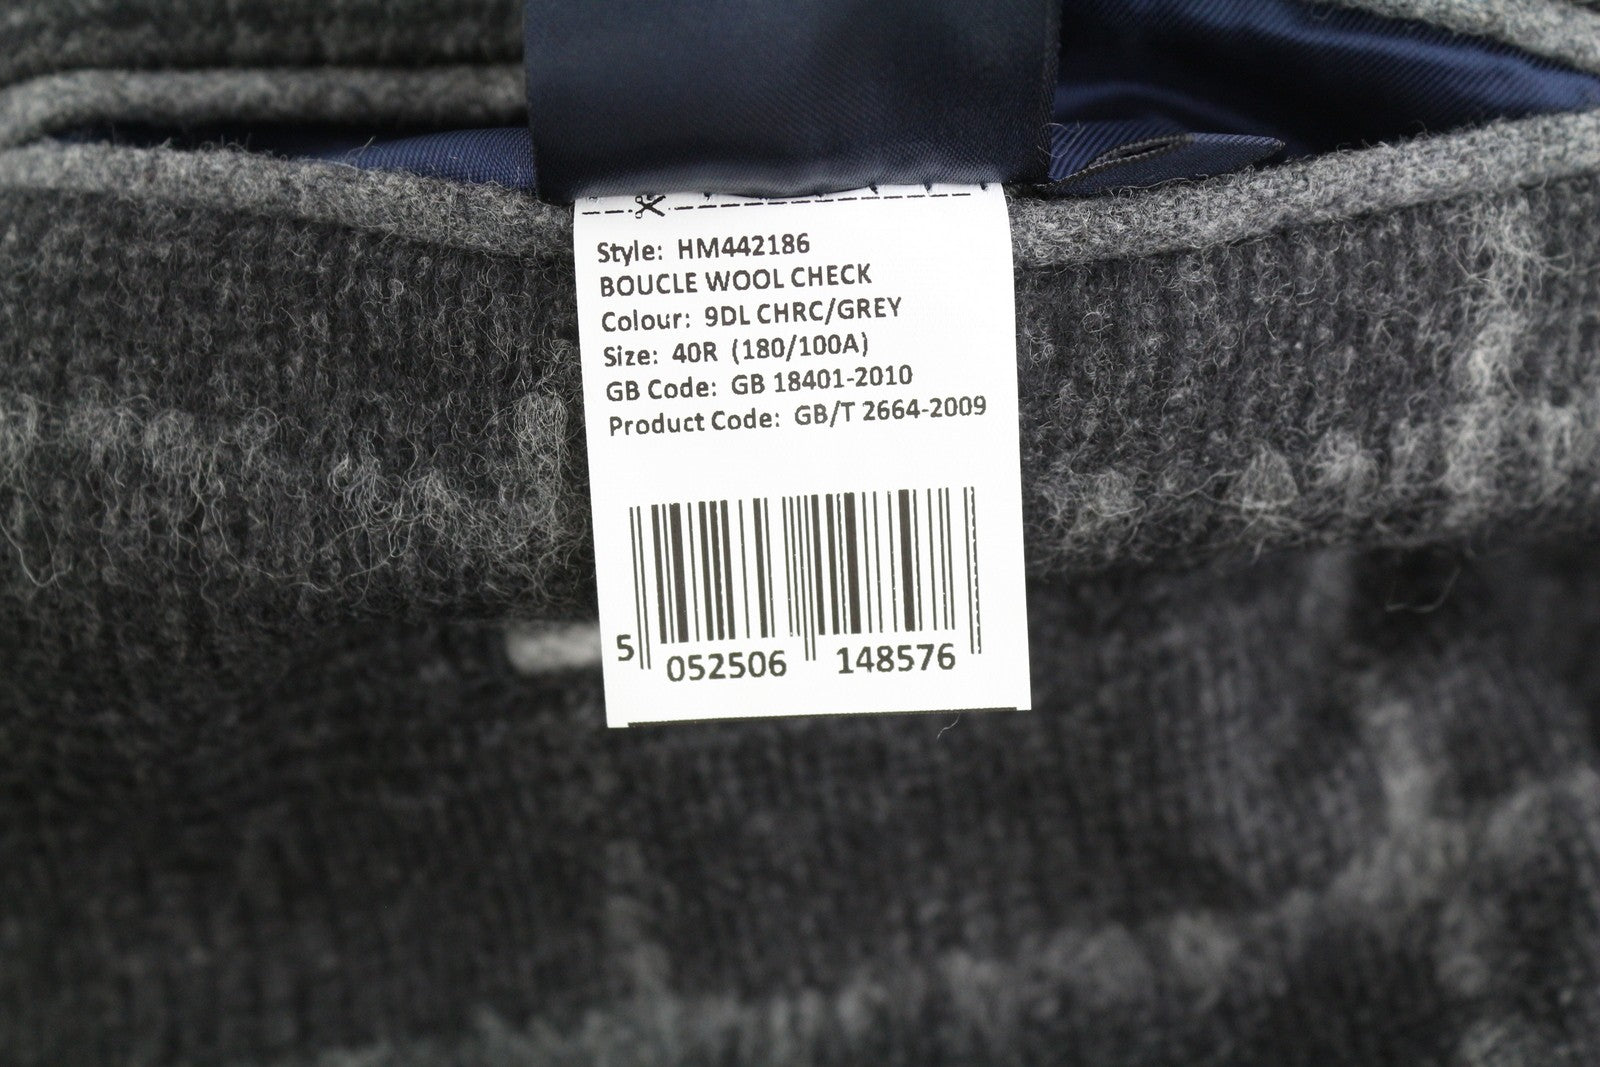 Style: HM442186
BOUCLE WOOL CHECK
Colour: 9DL CHRC/GREY
Size: 40R (180/100A)
GB Code: GB 18401-2010
Product Code: GB/T 2664-2009
5 052506 148576